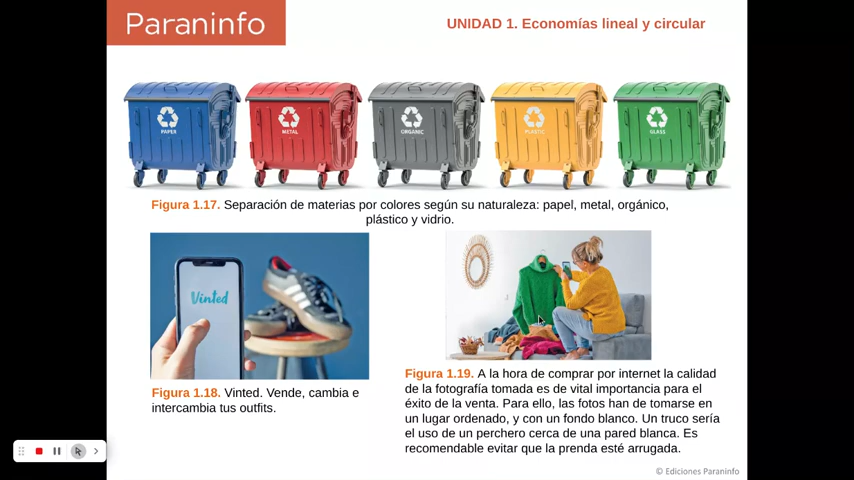 Paraninfo
UNIDAD 1. Economías lineal y circular
PAPER
METAL
ORGANIC
PLASTIC
GLASS
Figura 1.17. Separación de materias por colores según su naturaleza: papel, metal, orgánico,
plástico y vidrio.
Vinted
Figura 1.18. Vinted. Vende, cambia e
intercambia tus outfits.
Figura 1.19. A la hora de comprar por internet la calidad
de la fotografía tomada es de vital importancia para el
éxito de la venta. Para ello, las fotos han de tomarse en
un lugar ordenado, y con un fondo blanco. Un truco sería
el uso de un perchero cerca de una pared blanca. Es
recomendable evitar que la prenda esté arrugada.
© Ediciones Paraninfo